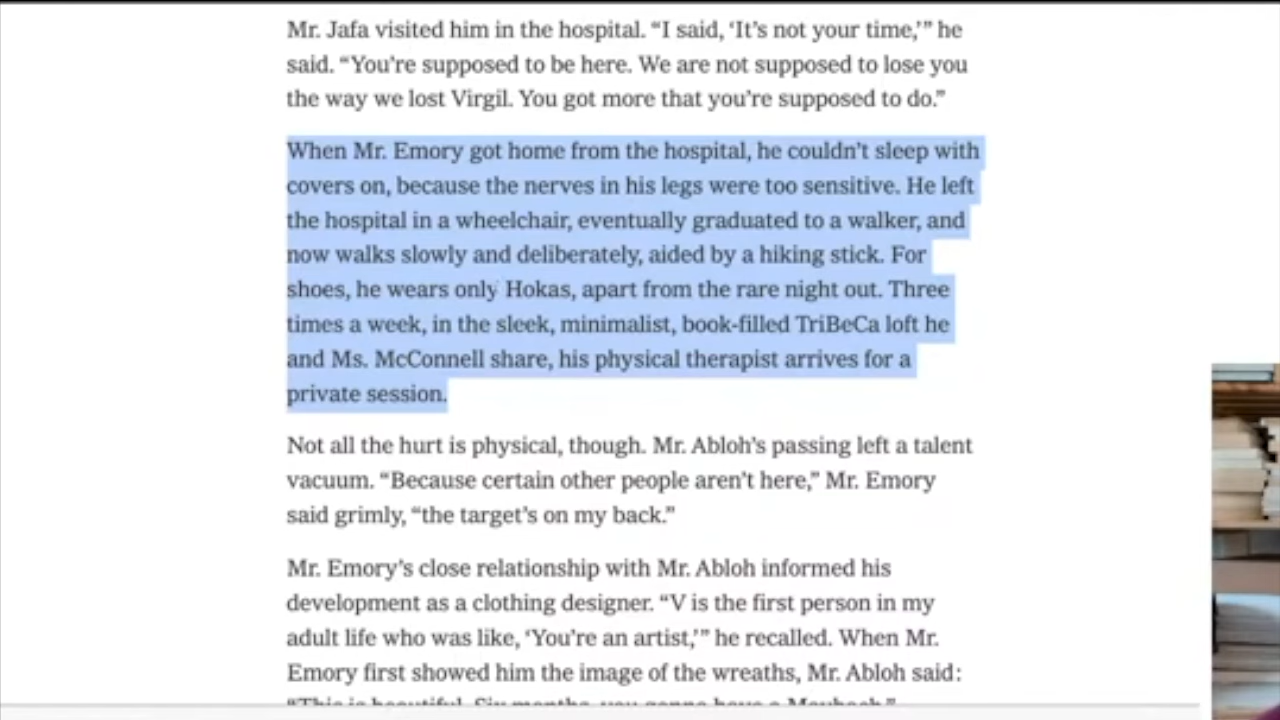 Mr. Jafa visited him in the hospital. “I said, ‘It’s not your time,’” he
said. “You’re supposed to be here. We are not supposed to lose you
the way we lost Virgil. You got more that you’re supposed to do.”
When Mr. Emory got home from the hospital, he couldn’t sleep with
covers on, because the nerves in his legs were too sensitive. He left
the hospital in a wheelchair, eventually graduated to a walker, and
now walks slowly and deliberately, aided by a hiking stick. For
shoes, he wears only Hokas, apart from the rare night out. Three
times a week, in the sleek, minimalist, book-filled TriBeCa loft he
and Ms. McConnell share, his physical therapist arrives for a
private session.
Not all the hurt is physical, though. Mr. Abloh’s passing left a talent
vacuum. “Because certain other people aren’t here,” Mr. Emory
said grimly, “the target’s on my back.”
Mr. Emory’s close relationship with Mr. Abloh informed his
development as a clothing designer. “V is the first person in my
adult life who was like, ‘You’re an artist,’” he recalled. When Mr.
Emory first showed him the image of the wreaths, Mr. Abloh said:
“This is beautiful. Six months, you gonna have a Maybach.”